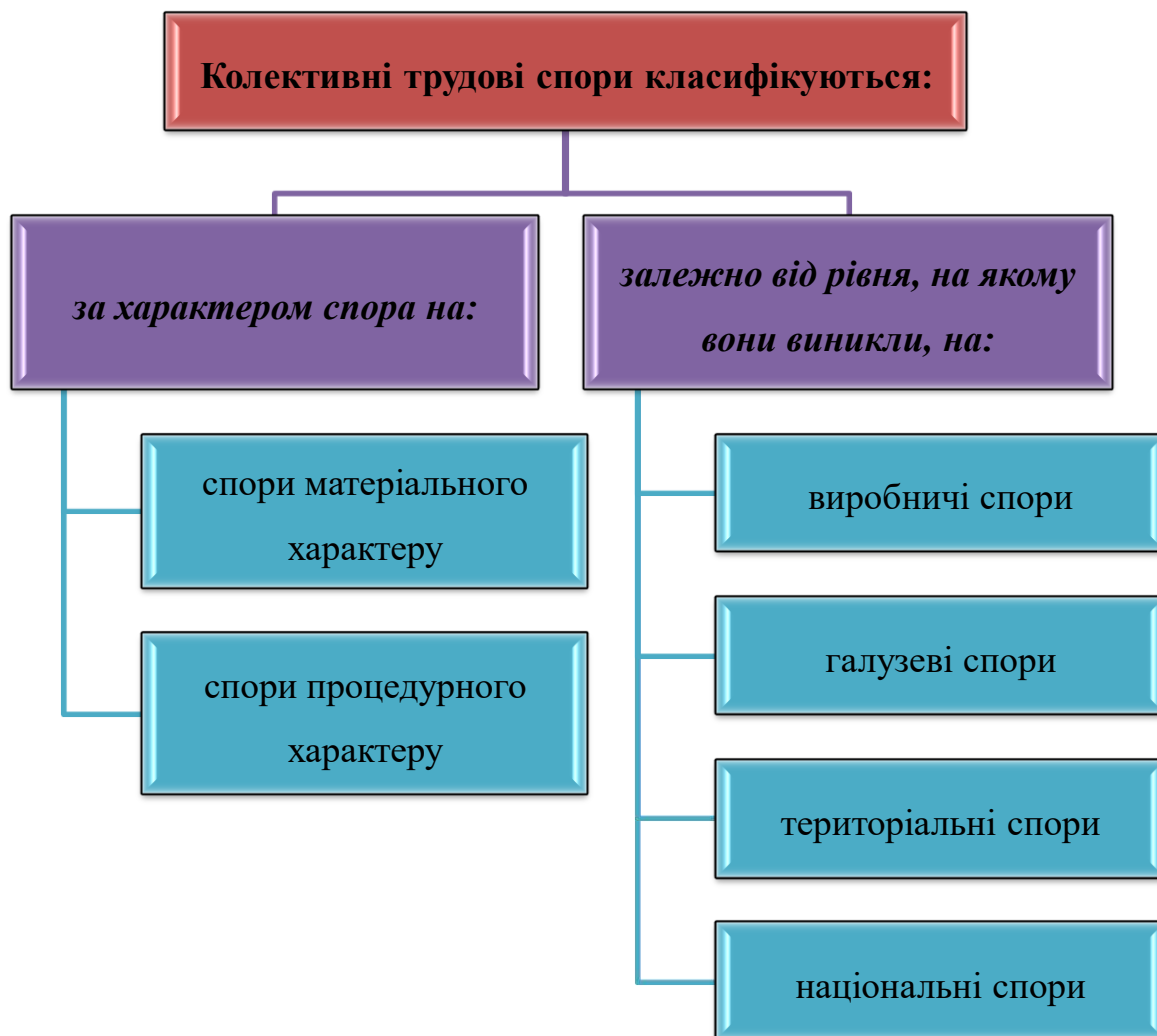 Колективні трудові спори класифікуються:
за характером спора на:
спори матеріального
характеру
спори процедурного
характеру
залежно від рівня, на якому
вони виникли, на:
виробничі спори
галузеві спори
територіальні спори
національні спори